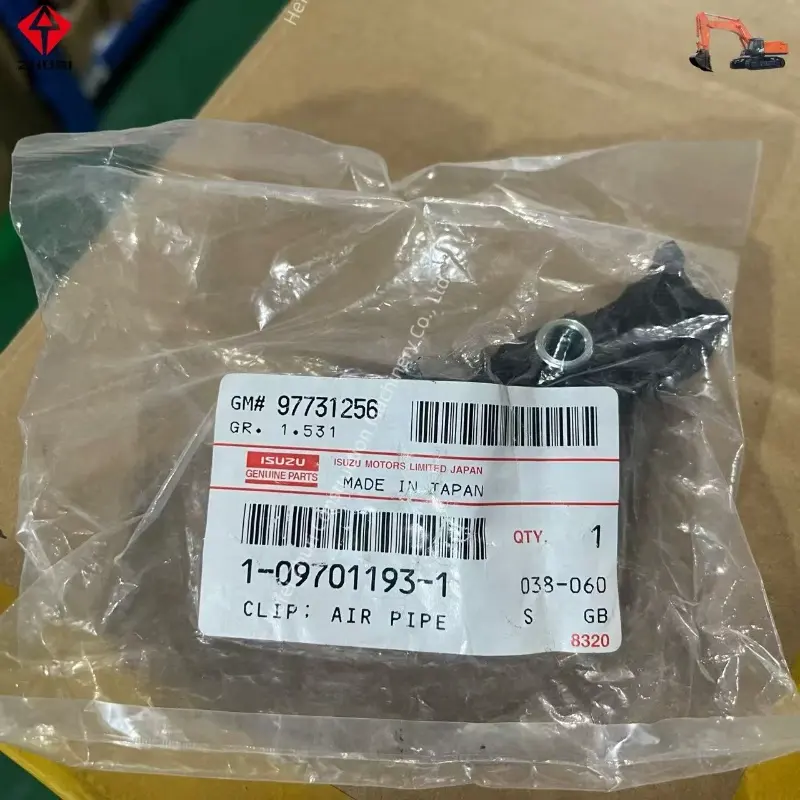 ZHUMI
GM# 97731256
GR. 1.531
ISUZU
GENUINE PARTS
ISUZU MOTORS LIMITED JAPAN
MADE IN JAPAN
QTY. 1
1-09701193-1
038-060
CLIP; AIR PIPE
S GB
8320